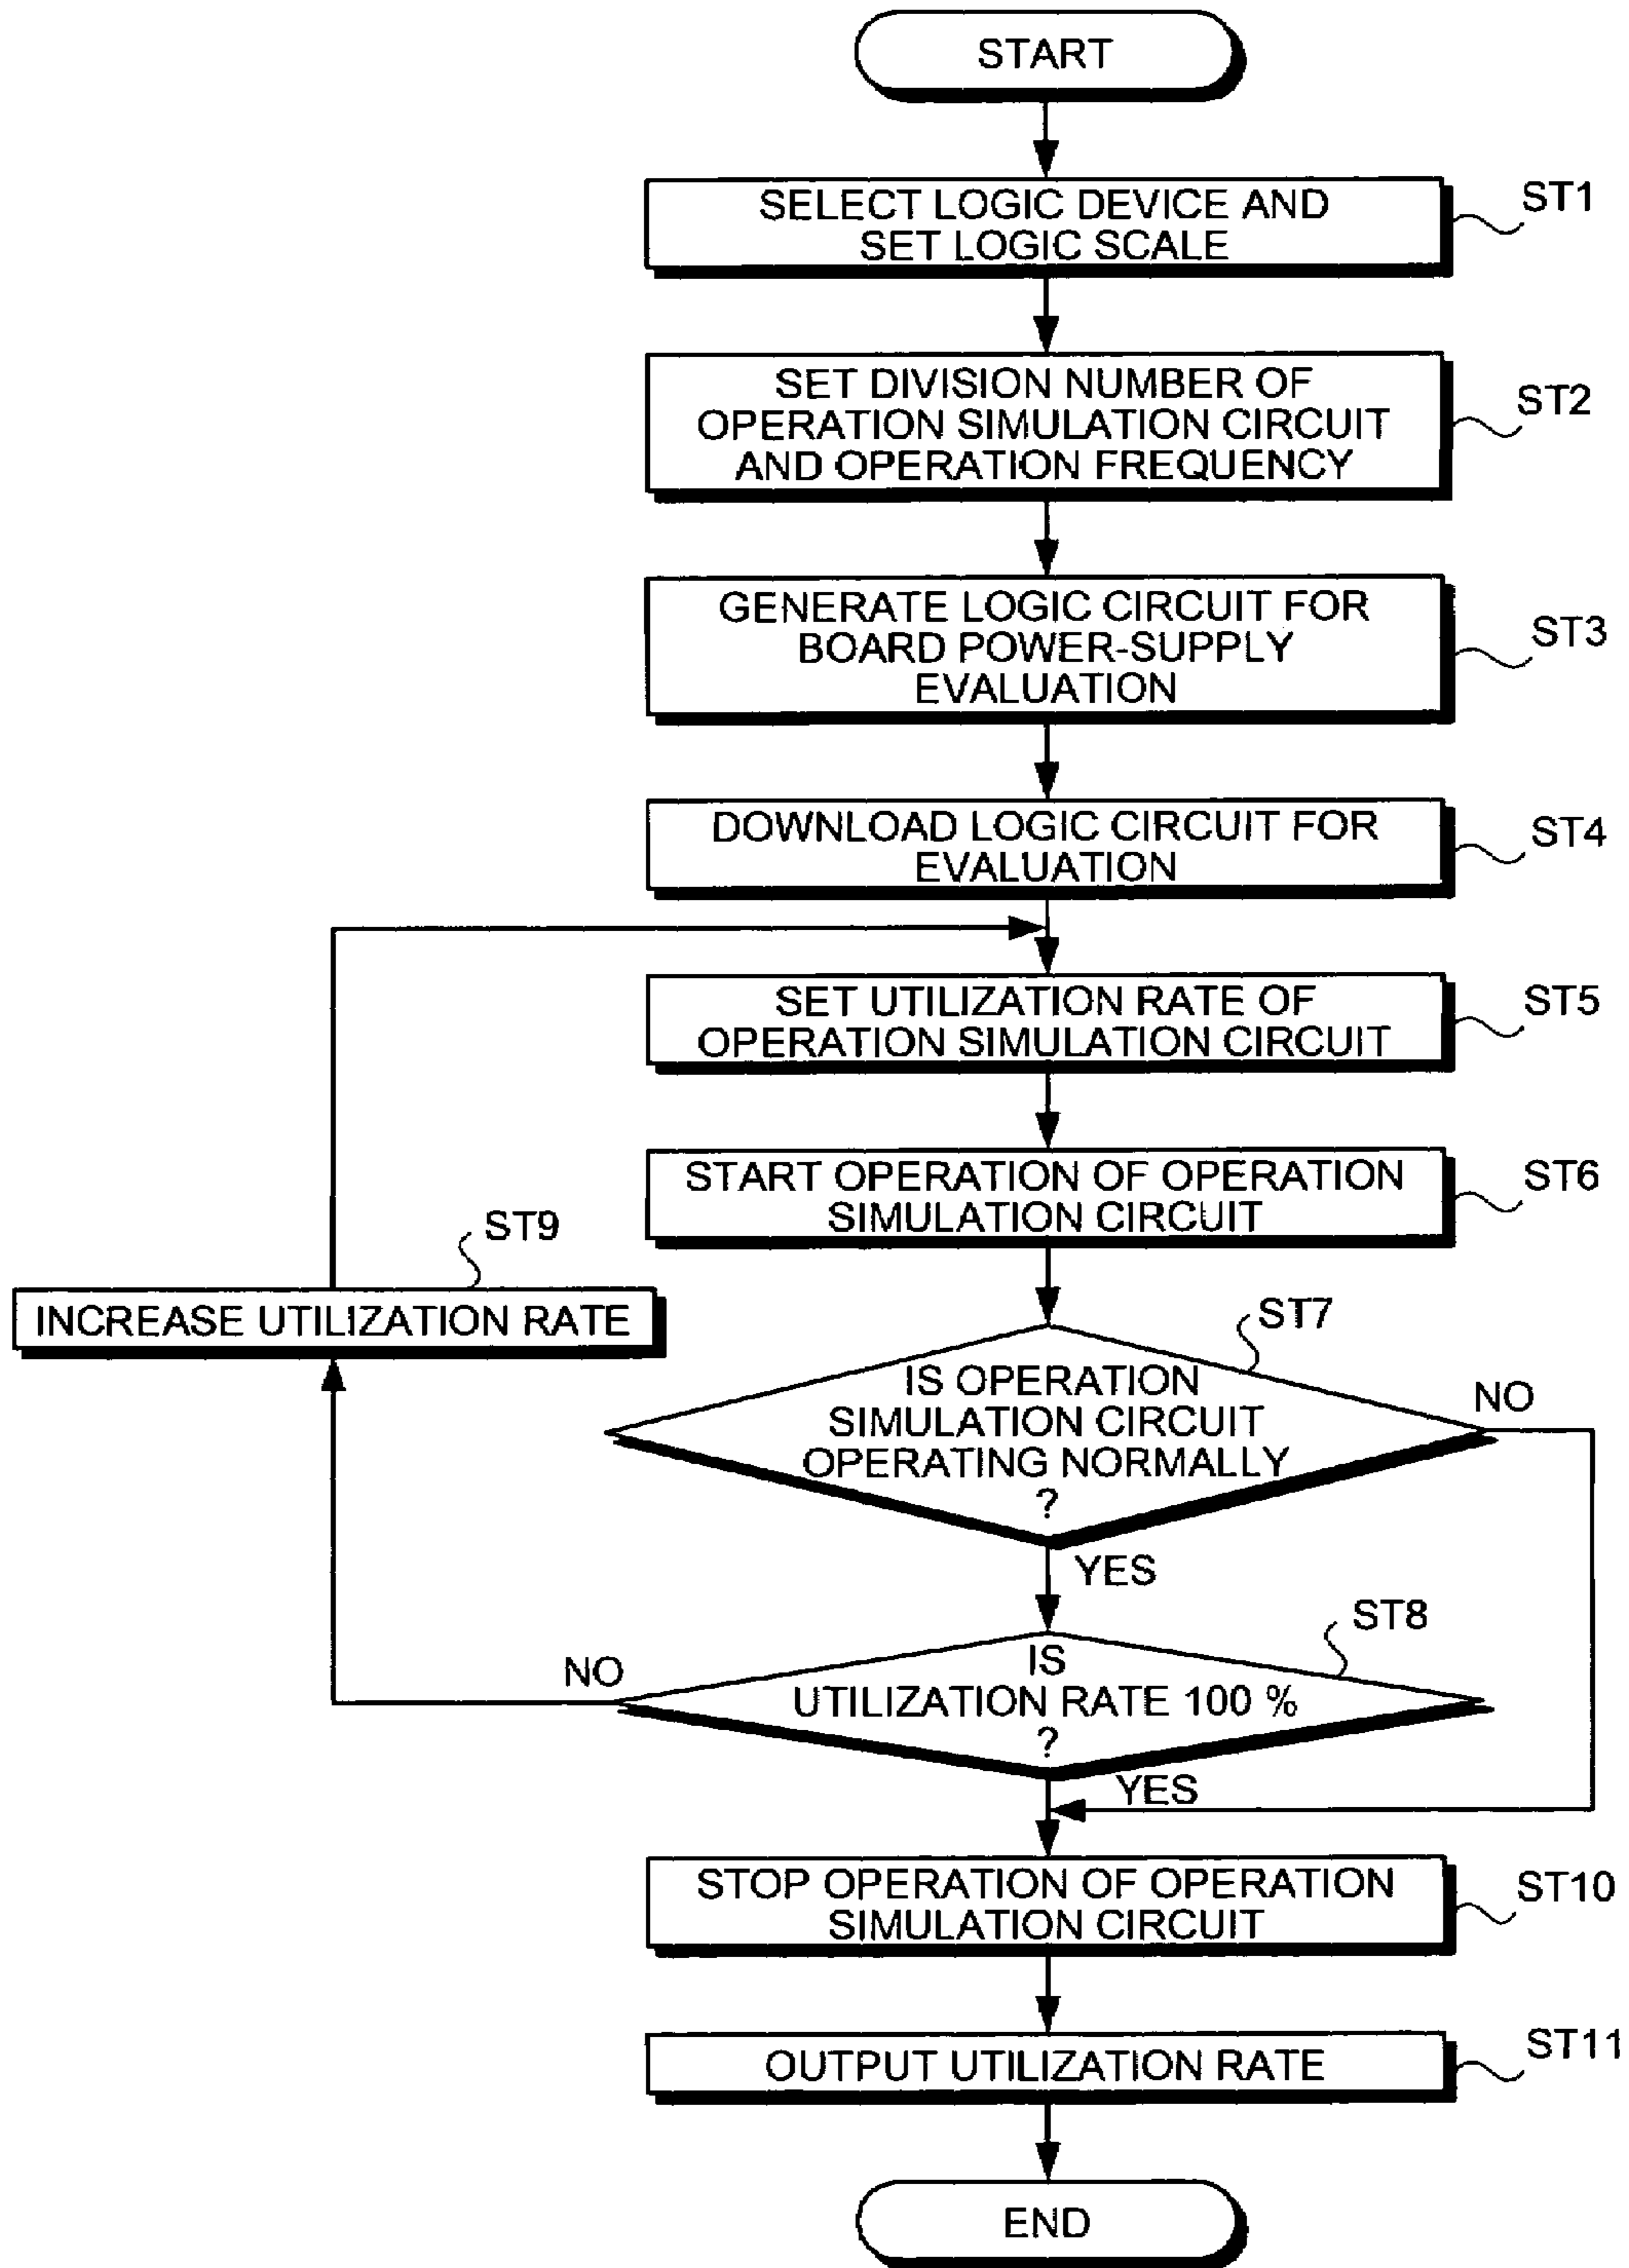 START
SELECT LOGIC DEVICE AND
SET LOGIC SCALE
ST1
SET DIVISION NUMBER OF
OPERATION SIMULATION CIRCUIT
AND OPERATION FREQUENCY
ST2
GENERATE LOGIC CIRCUIT FOR
BOARD POWER-SUPPLY
EVALUATION
ST3
DOWNLOAD LOGIC CIRCUIT FOR
EVALUATION
ST4
SET UTILIZATION RATE OF
OPERATION SIMULATION CIRCUIT
ST5
START OPERATION OF OPERATION
SIMULATION CIRCUIT
ST6
ST9
INCREASE UTILIZATION RATE
ST7
IS OPERATION
SIMULATION CIRCUIT
OPERATING NORMALLY
?
NO
YES
ST8
IS
UTILIZATION RATE 100 %
?
NO
YES
STOP OPERATION OF OPERATION
SIMULATION CIRCUIT
ST10
OUTPUT UTILIZATION RATE
ST11
END